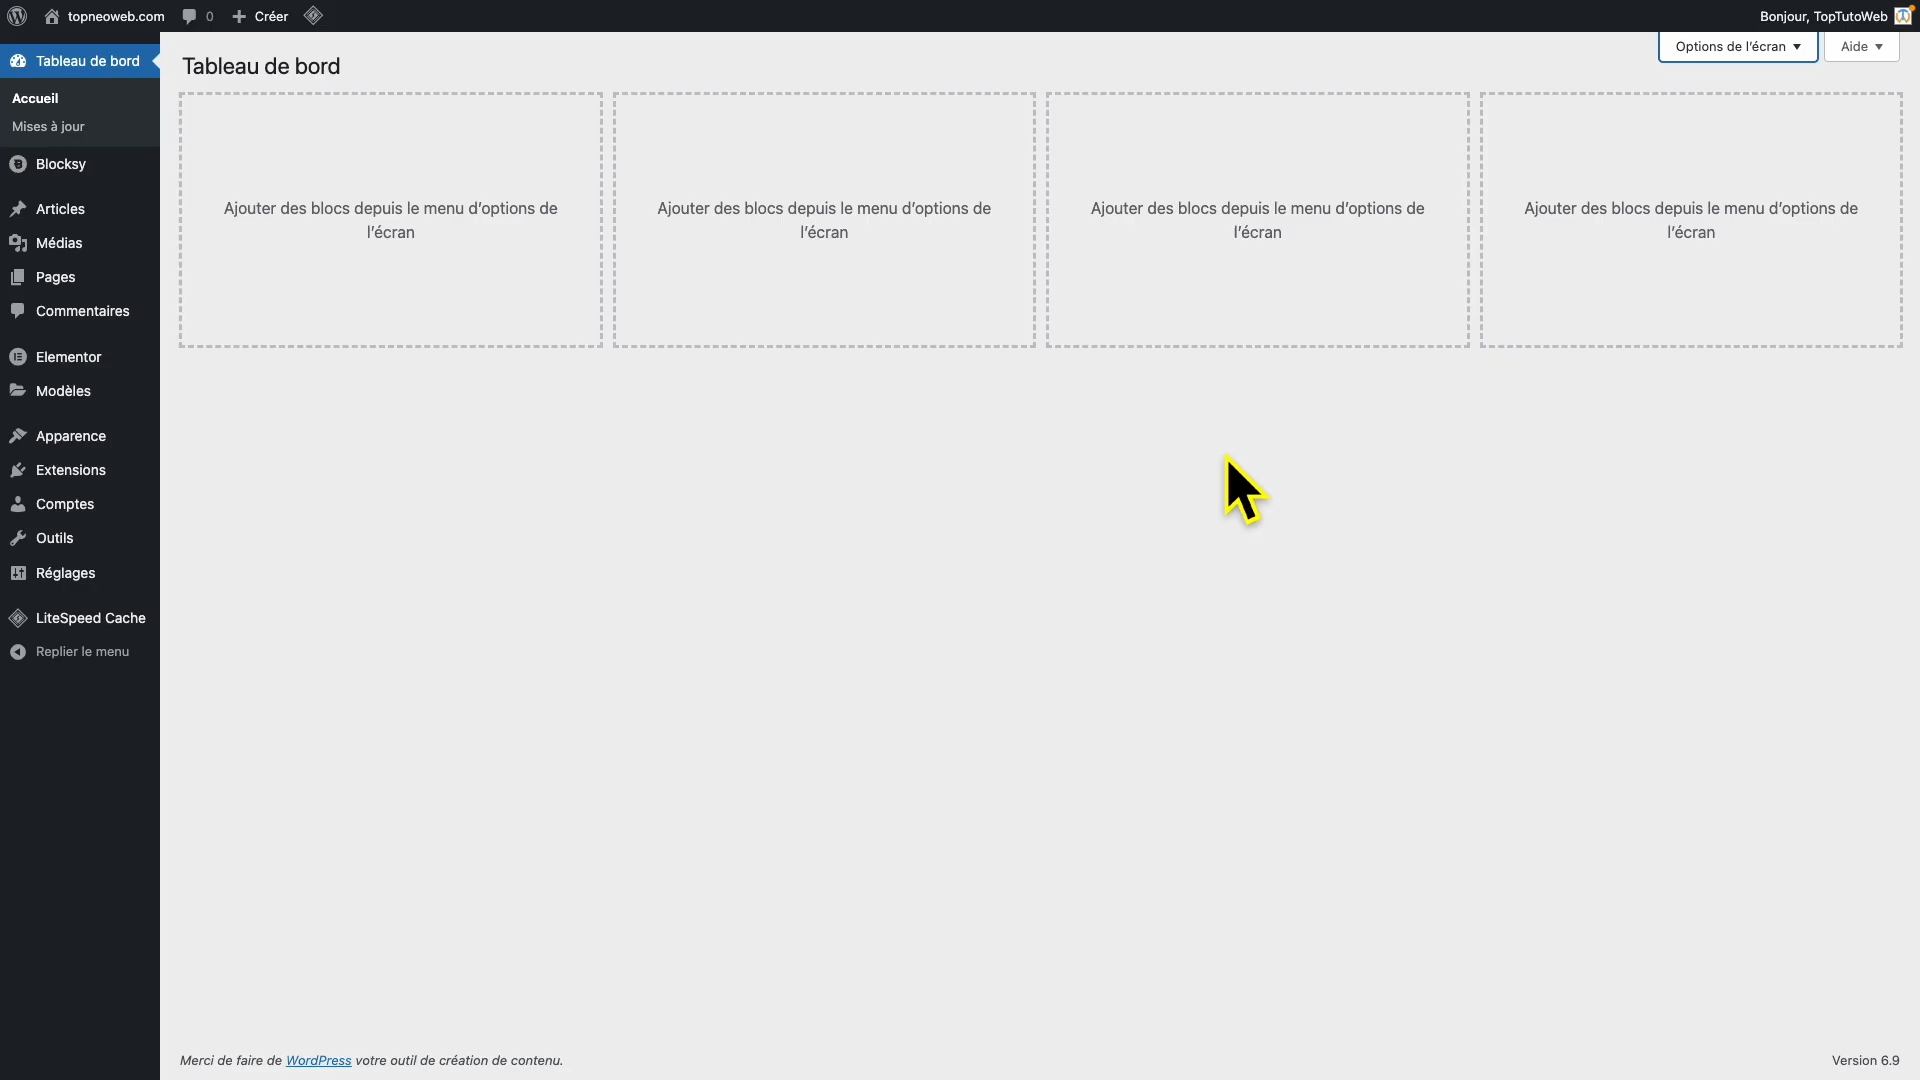 topneoweb.com
0
Créer
Bonjour, TopTutoWeb
Tableau de bord
Accueil
Mises à jour
Blocksy
Articles
Médias
Pages
Commentaires
Elementor
Modèles
Apparence
Extensions
Comptes
Outils
Réglages
LiteSpeed Cache
Replier le menu
Options de l’écran ▼
Aide ▼
Tableau de bord
Ajouter des blocs depuis le menu d’options de
l’écran
Ajouter des blocs depuis le menu d’options de
l’écran
Ajouter des blocs depuis le menu d’options de
l’écran
Ajouter des blocs depuis le menu d’options de
l’écran
Merci de faire de WordPress votre outil de création de contenu.
Version 6.9